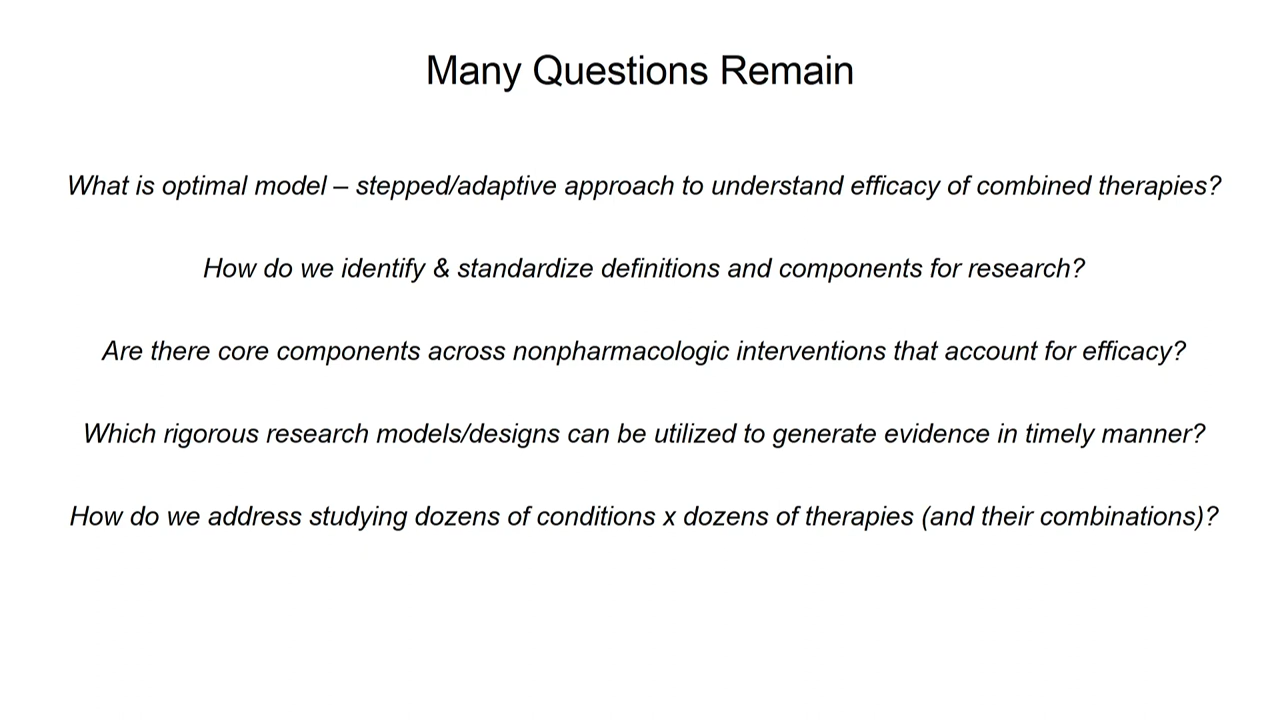 Many Questions Remain
What is optimal model – stepped/adaptive approach to understand efficacy of combined therapies?
How do we identify & standardize definitions and components for research?
Are there core components across nonpharmacologic interventions that account for efficacy?
Which rigorous research models/designs can be utilized to generate evidence in timely manner?
How do we address studying dozens of conditions x dozens of therapies (and their combinations)?